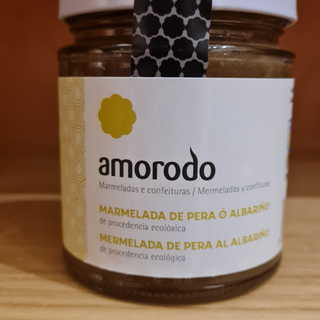 amorodo
Marmeladas e confeituras / Mermeladas y confituras
MARMELADA DE PERA Ó ALBARIÑO
de procedencia ecolóxica
MERMELADA DE PERA AL ALBARIÑO
de procedencia ecológica